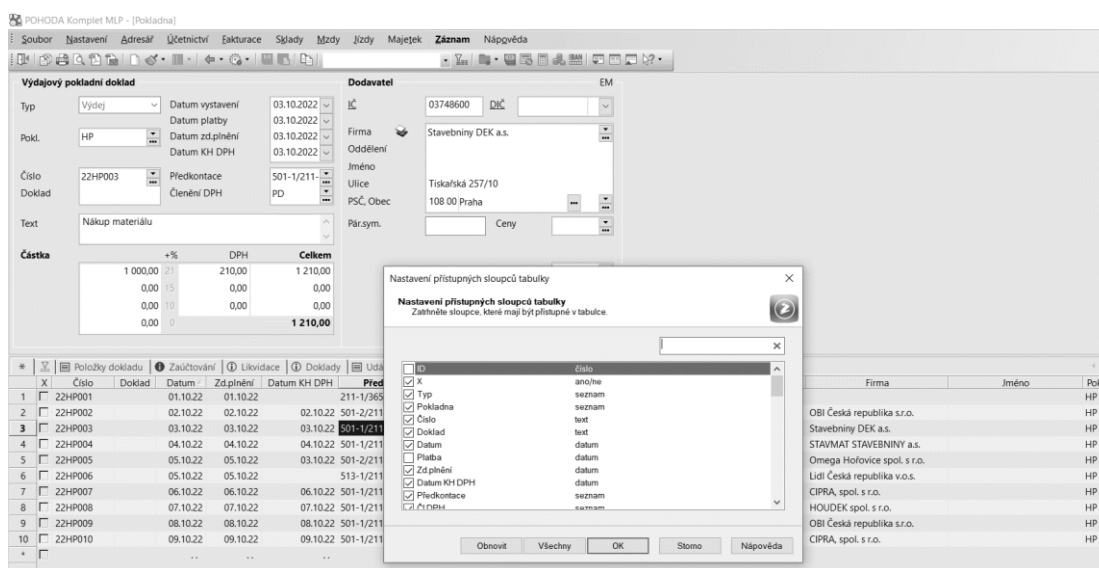 POHODA Komplet MLP - [Pokladna]
Soubor Nastavení Adresář Účetnictví Fakturace Sklady Mzdy Jízdy Majetek Záznam Nápověda
Výdajový pokladní doklad
Dodavatel EM
Typ Výdej Datum vystavení 03.10.2022 IČ 03748600 DIČ
Datum platby 03.10.2022
Pokl. HP Datum zd.plnění 03.10.2022 Firma Stavebniny DEK a.s.
Datum KH DPH 03.10.2022 Oddělení
Jméno
Číslo 22HP003 Předkontace 501-1/211- Ulice Tiskařská 257/10
Doklad Členění DPH PD PSČ, Obec 108 00 Praha
Text Nákup materiálu Pár.sym. Ceny
Částka +% DPH Celkem
1 000,00 21 210,00 1 210,00
0,00 15 0,00 0,00
0,00 10 0,00 0,00
0,00 0 1 210,00
Nastavení přístupných sloupců tabulky
Nastavení přístupných sloupců tabulky
Zatrhněte sloupce, které mají být přístupné v tabulce.
ID číslo
X ano/ne
Typ seznam
Pokladna seznam
Číslo text
Doklad text
Datum datum
Platba datum
Zd.plnění datum
Datum KH DPH datum
Předkontace seznam
Čl.DPH seznam
Obnovit Všechny OK Storno Nápověda
Položky dokladu Zaúčtování Likvidace Doklady Udá
X Číslo Doklad Datum Zd.plnění Datum KH DPH Před Firma Jméno Pok
1 22HP001 01.10.22 01.10.22 211-1/365 HP
2 22HP002 02.10.22 02.10.22 02.10.22 501-2/211 OBI Česká republika s.r.o. HP
3 22HP003 03.10.22 03.10.22 03.10.22 501-1/211 Stavebniny DEK a.s. HP
4 22HP004 04.10.22 04.10.22 04.10.22 501-1/211 STAVMAT STAVEBNINY a.s. HP
5 22HP005 05.10.22 05.10.22 03.10.22 501-2/211 Omega Hořovice spol. s r.o. HP
6 22HP006 05.10.22 05.10.22 513-1/211 Lidl Česká republika v.o.s. HP
7 22HP007 06.10.22 06.10.22 06.10.22 501-1/211 CIPRA, spol. s r.o. HP
8 22HP008 07.10.22 07.10.22 07.10.22 501-1/211 HOUDEK spol. s r.o. HP
9 22HP009 08.10.22 08.10.22 08.10.22 501-1/211 OBI Česká republika s.r.o. HP
10 22HP010 09.10.22 09.10.22 09.10.22 501-1/211 CIPRA, spol. s r.o. HP